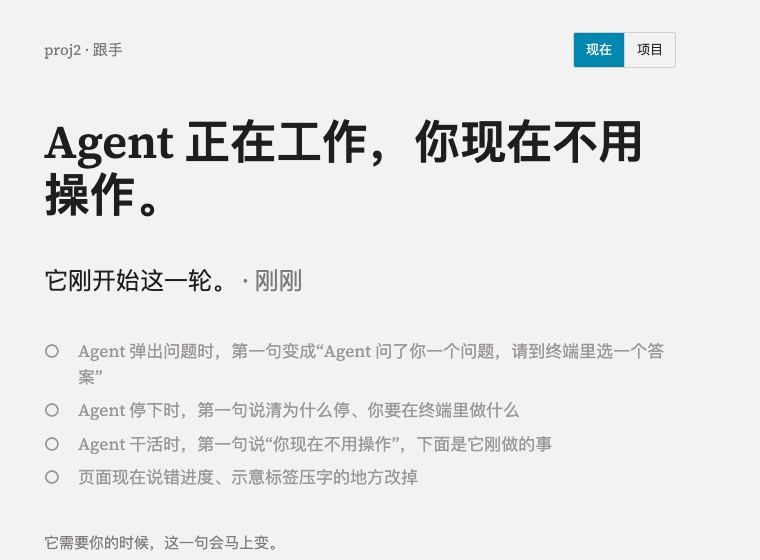 proj2 · 跟手
现在 项目
Agent 正在工作，你现在不用
操作。
它刚开始这一轮。 · 刚刚
Agent 弹出问题时，第一句变成“Agent 问了你一个问题，请到终端里选一个答
案”
Agent 停下时，第一句说清为什么停、你要在终端里做什么
Agent 干活时，第一句说“你现在不用操作”，下面是它刚做的事
页面现在说错进度、示意标签压字的地方改掉
它需要你的时候，这一句会马上变。